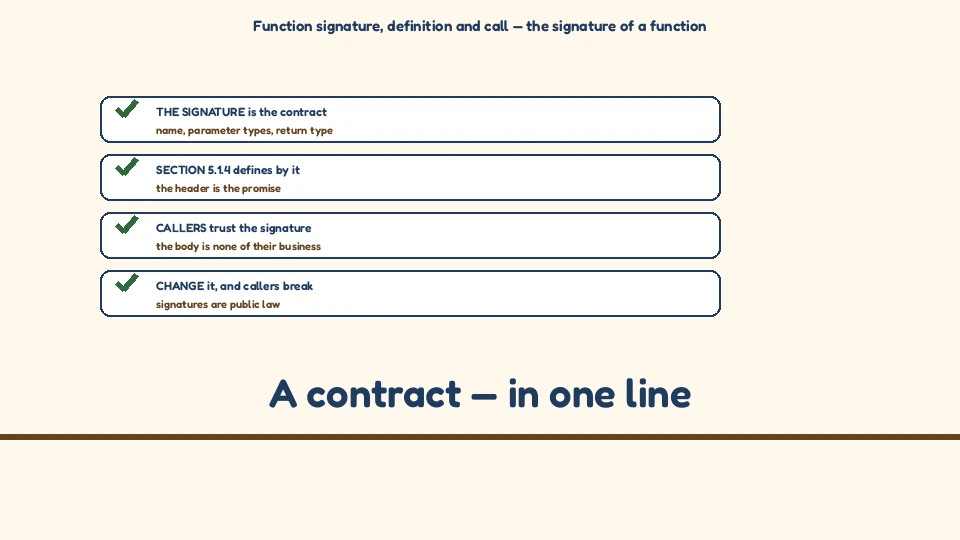 Function signature, definition and call — the signature of a function
THE SIGNATURE is the contract
name, parameter types, return type
SECTION 5.1.4 defines by it
the header is the promise
CALLERS trust the signature
the body is none of their business
CHANGE it, and callers break
signatures are public law
A contract — in one line